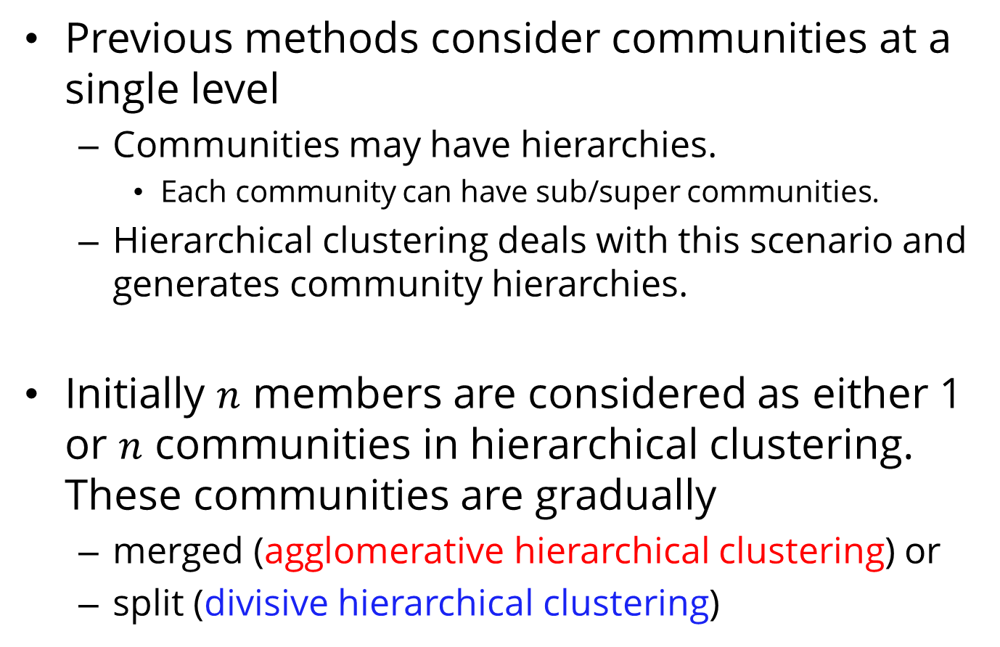 • Previous methods consider communities at a
single level
– Communities may have hierarchies.
• Each community can have sub/super communities.
– Hierarchical clustering deals with this scenario and
generates community hierarchies.
• Initially n members are considered as either 1
or n communities in hierarchical clustering.
These communities are gradually
– merged (agglomerative hierarchical clustering) or
– split (divisive hierarchical clustering)